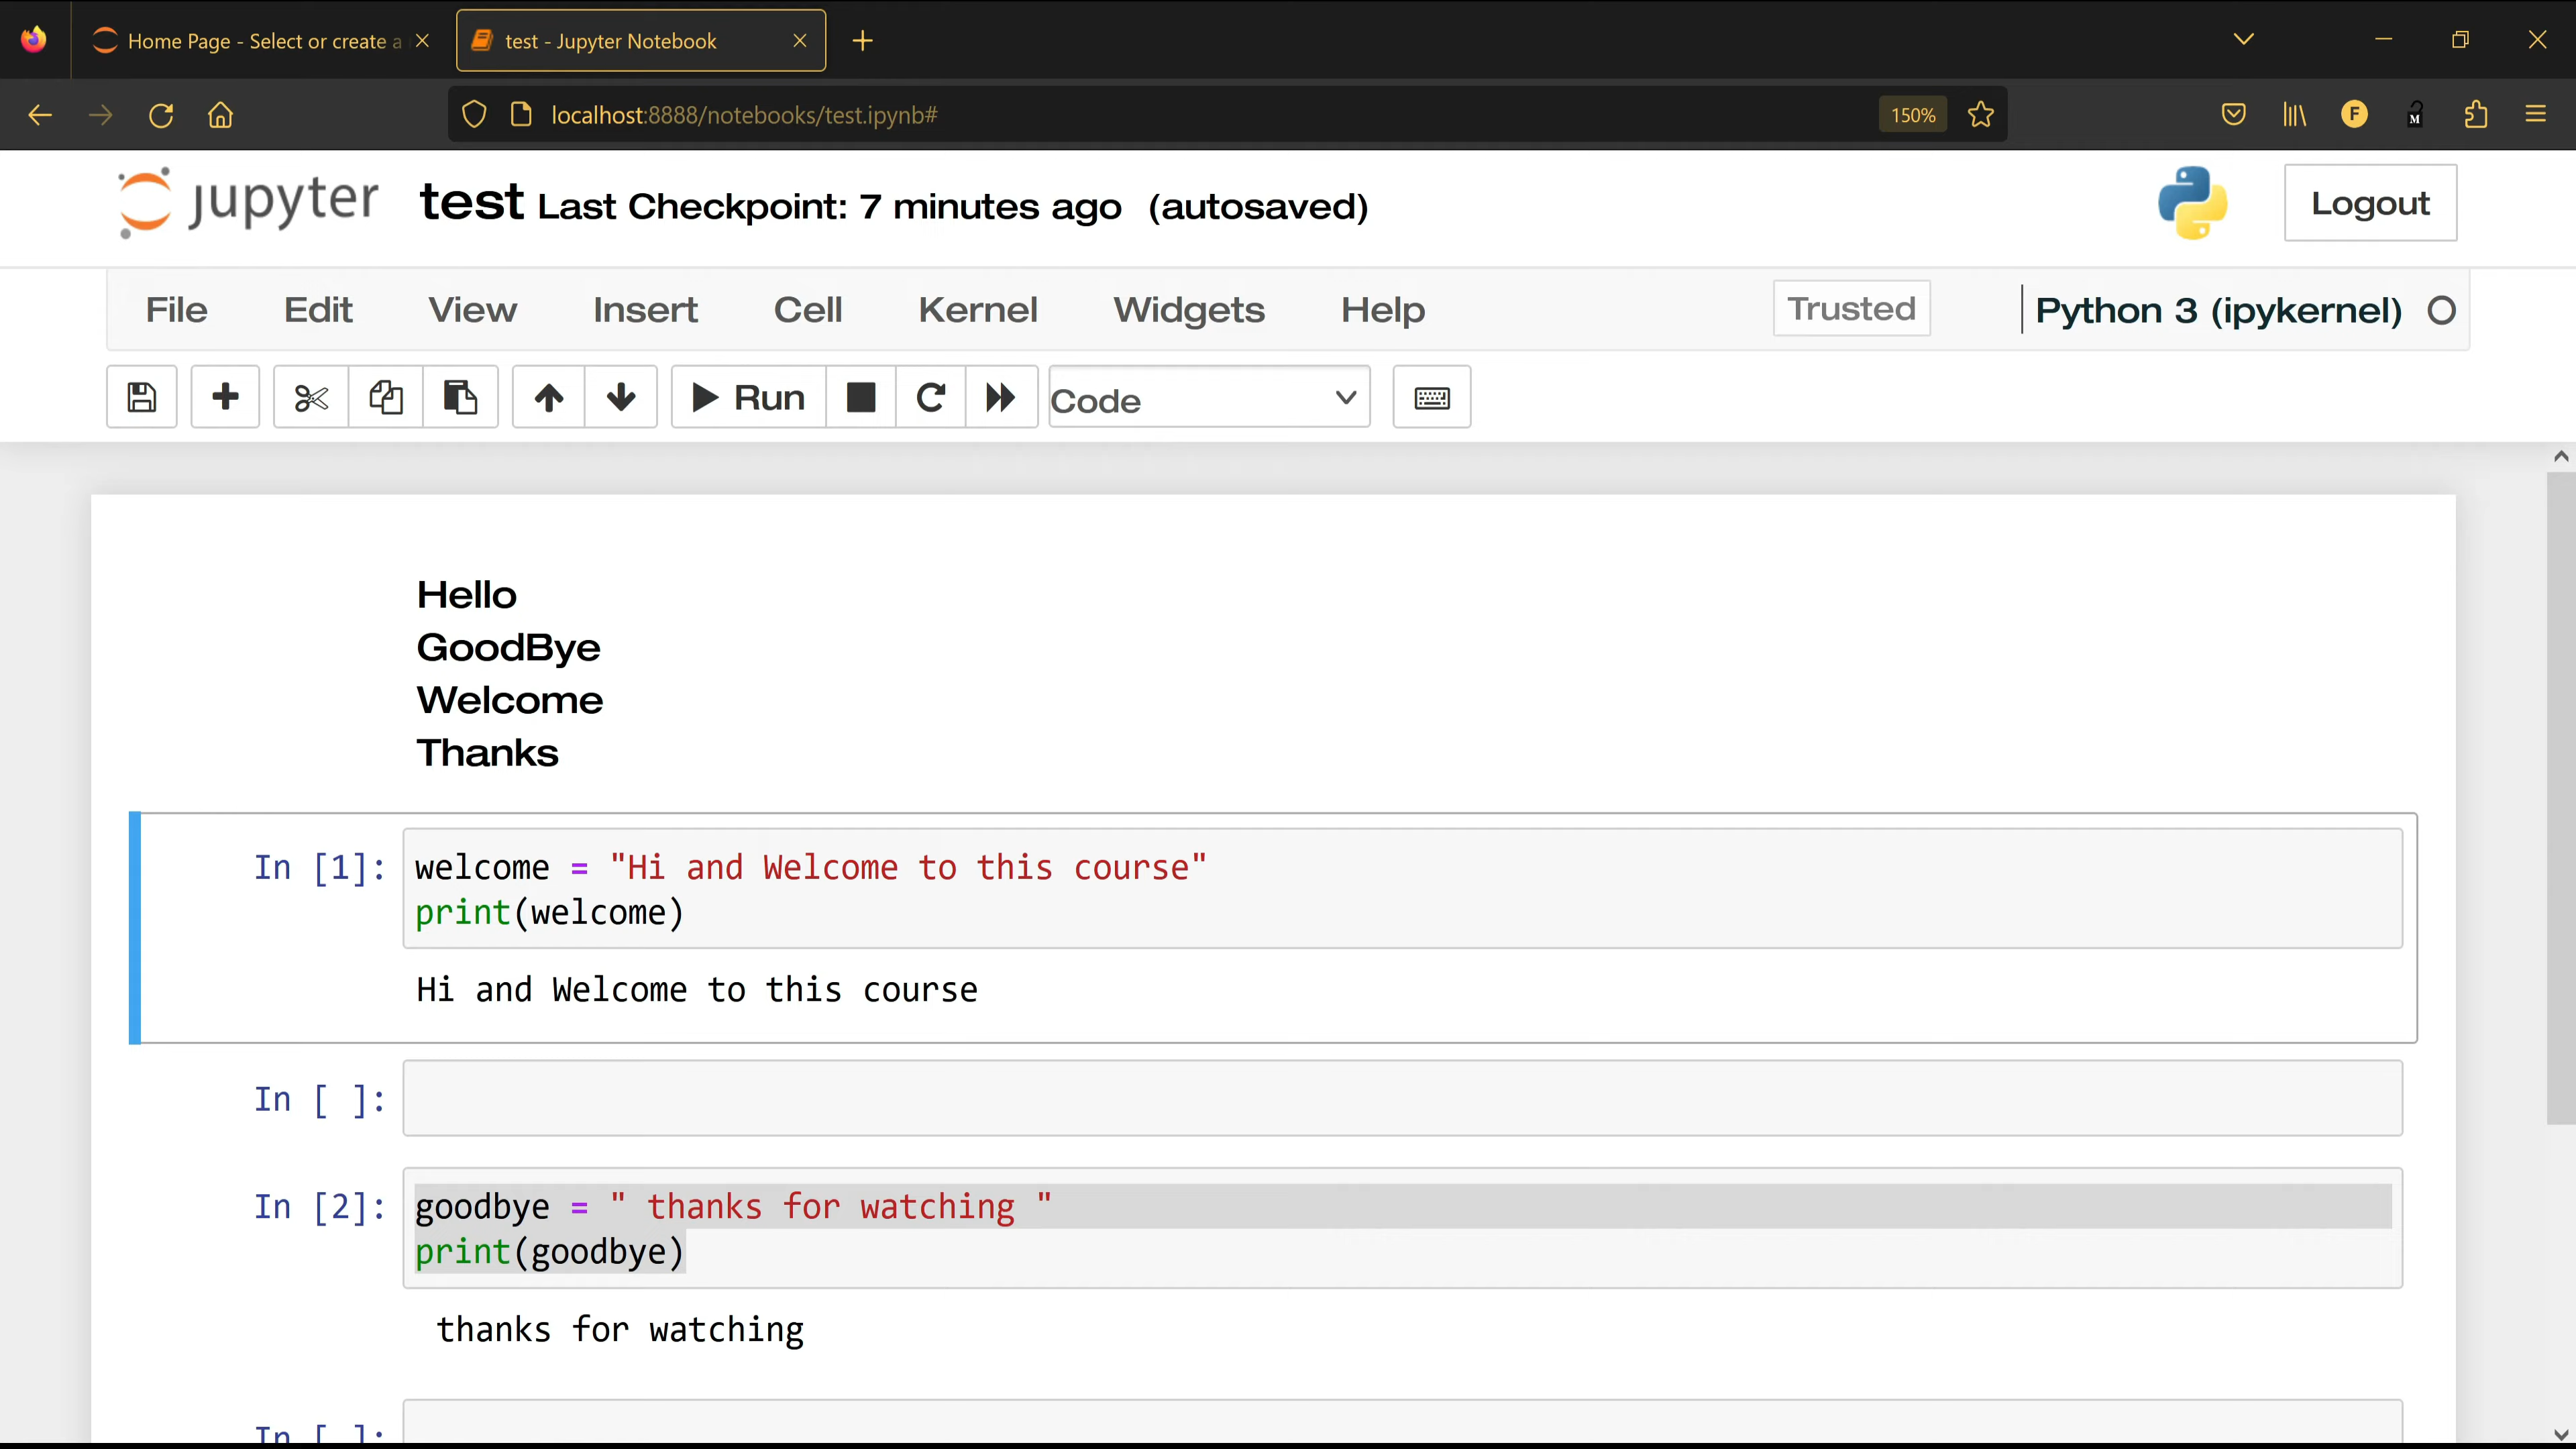 Home Page - Select or create a
test - Jupyter Notebook
localhost:8888/notebooks/test.ipynb#
150%
F
M
jupyter
test Last Checkpoint: 7 minutes ago (autosaved)
Logout
File Edit View Insert Cell Kernel Widgets Help
Trusted
Python 3 (ipykernel)
Run
Code
Hello
GoodBye
Welcome
Thanks
In [1]: welcome = "Hi and Welcome to this course"
print(welcome)
Hi and Welcome to this course
In [ ]:
In [2]: goodbye = " thanks for watching "
print(goodbye)
thanks for watching
In [ ]: